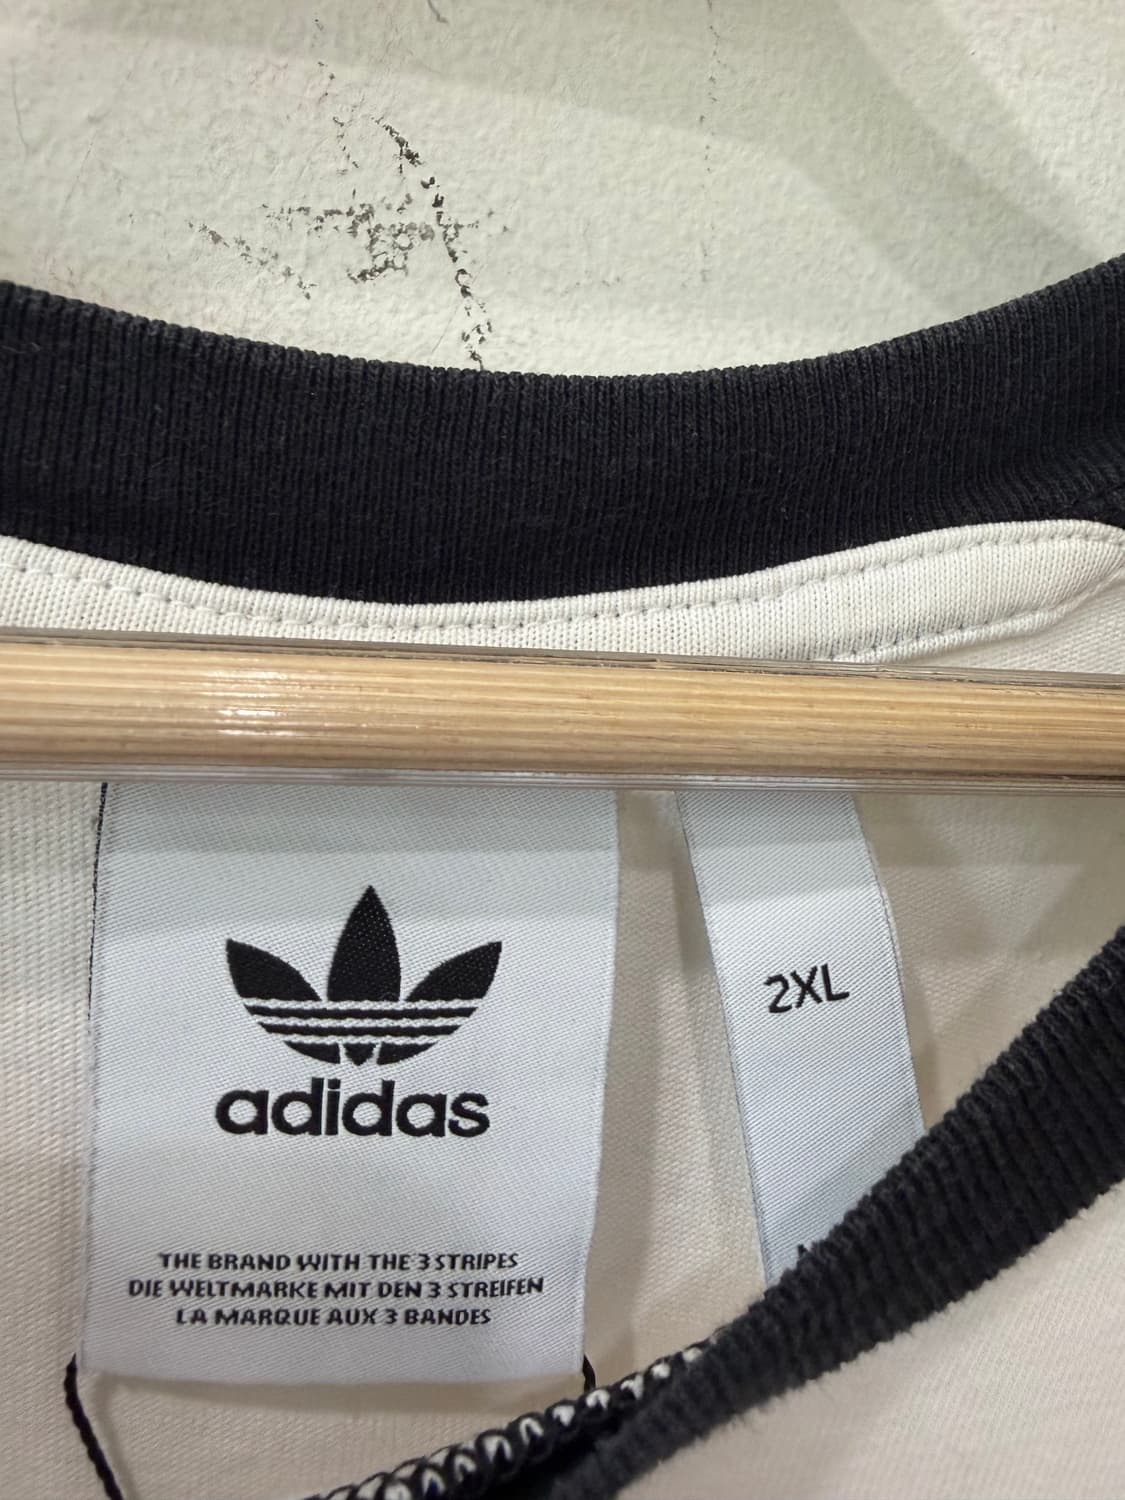 adidas
THE BRAND WITH THE 3 STRIPES
DIE WELTMARKE MIT DEN 3 STREIFEN
LA MARQUE AUX 3 BANDES
2XL